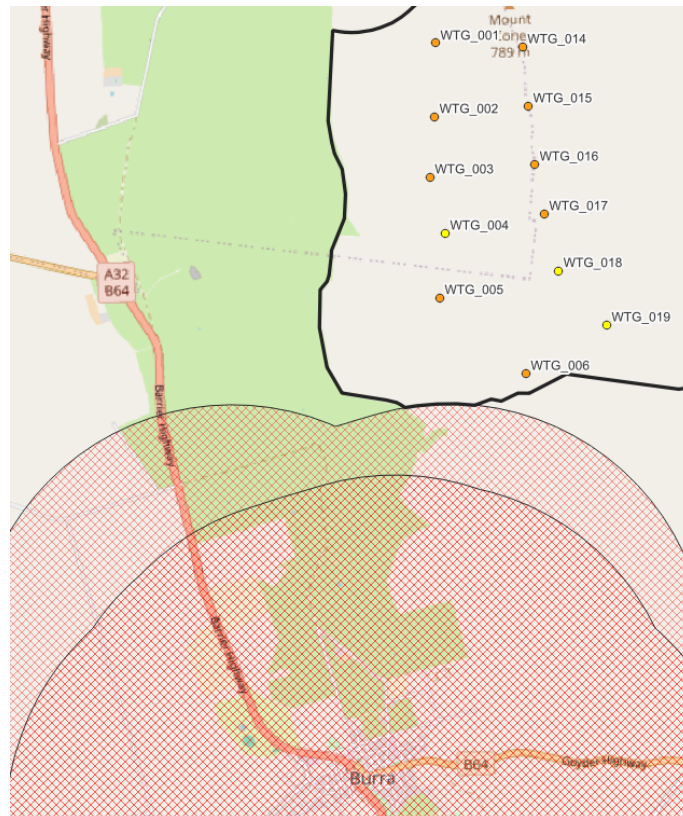 Highway
Mount
789 m
WTG_001
WTG_014
WTG_002
WTG_015
WTG_003
WTG_016
WTG_004
WTG_017
WTG_018
A32
B64
WTG_005
WTG_019
WTG_006
Barrier Highway
Barrier Highway
B64
Goyder Highway
Burra